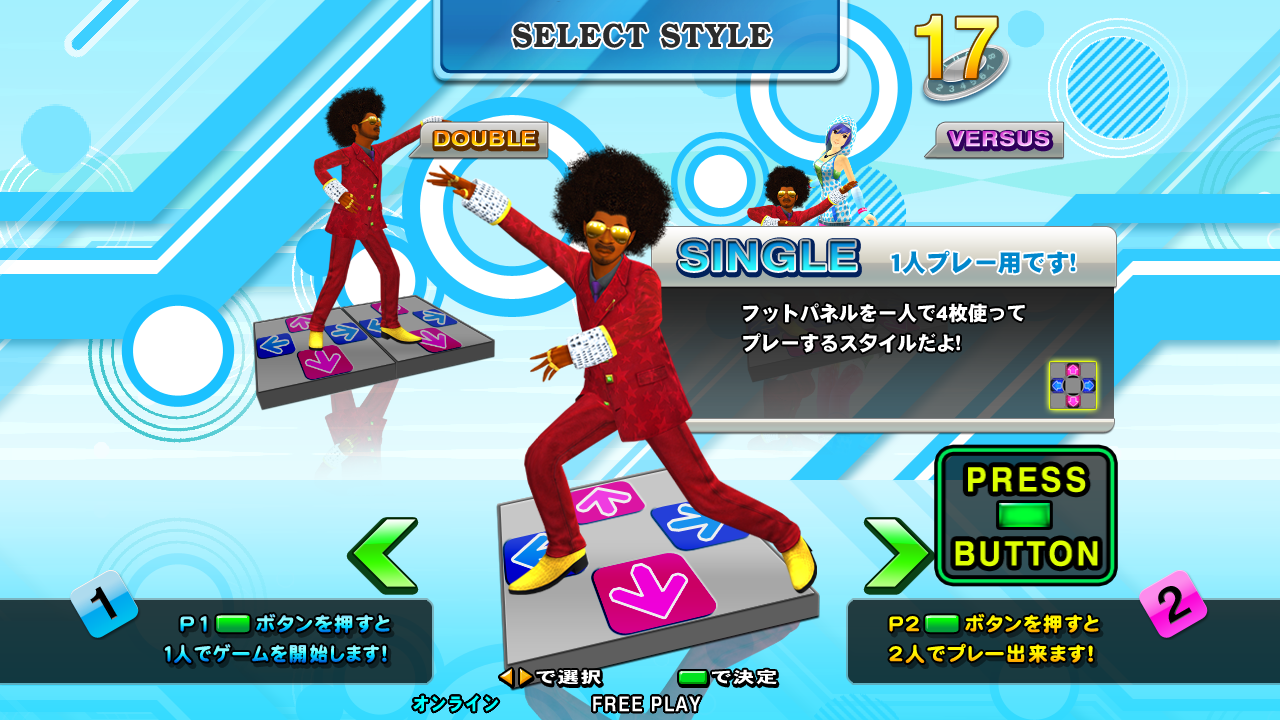 SELECT STYLE
17
DOUBLE
VERSUS
SINGLE 1人プレー用です!
フットパネルを一人で4枚使って
プレーするスタイルだよ!
PRESS
BUTTON
1
P1 ボタンを押すと
1人でゲームを開始します!
2
P2 ボタンを押すと
2人でプレー出来ます!
で選択 で決定
オンライン FREE PLAY